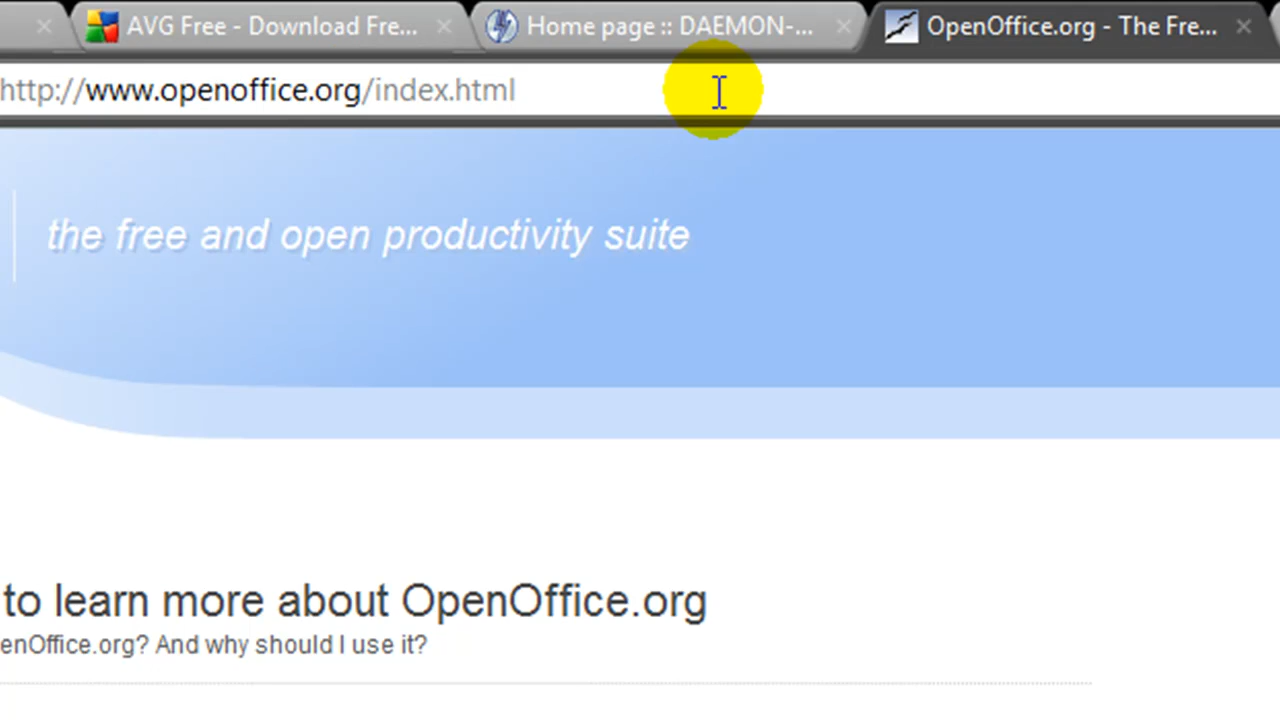 AVG Free - Download Fre...
Home page :: DAEMON-...
OpenOffice.org - The Fre...
http://www.openoffice.org/index.html
the free and open productivity suite
to learn more about OpenOffice.org
enOffice.org? And why should I use it?